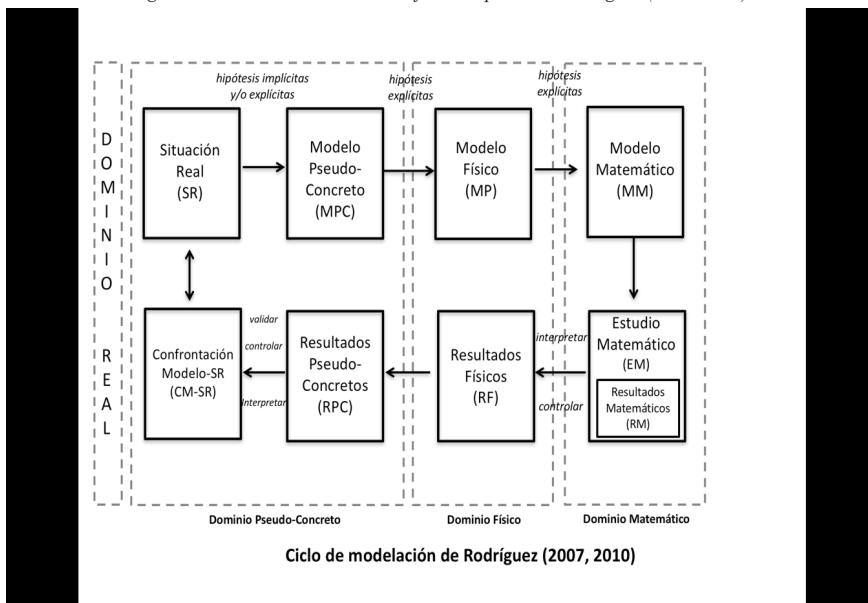 DOMINIO REAL
hipótesis implícitas
y/o explícitas
hipótesis
explícitas
hipótesis
explícitas
Situación
Real
(SR)
Modelo
Pseudo-
Concreto
(MPC)
Modelo
Físico
(MP)
Modelo
Matemático
(MM)
Confrontación
Modelo-SR
(CM-SR)
validar
controlar
Interpretar
Resultados
Pseudo-
Concretos
(RPC)
Resultados
Físicos
(RF)
interpretar
controlar
Estudio
Matemático
(EM)
Resultados
Matemáticos
(RM)
Dominio Pseudo-Concreto
Dominio Físico
Dominio Matemático
Ciclo de modelación de Rodríguez (2007, 2010)